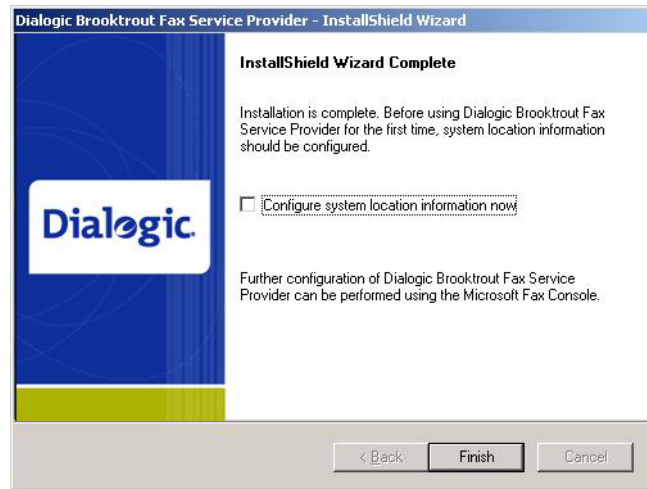 Dialogic Brooktrout Fax Service Provider - InstallShield Wizard
InstallShield Wizard Complete
Installation is complete. Before using Dialogic Brooktrout Fax
Service Provider for the first time, system location information
should be configured.
Dialogic.
Configure system location information now
Further configuration of Dialogic Brooktrout Fax Service
Provider can be performed using the Microsoft Fax Console.
< Back
Finish
Cancel